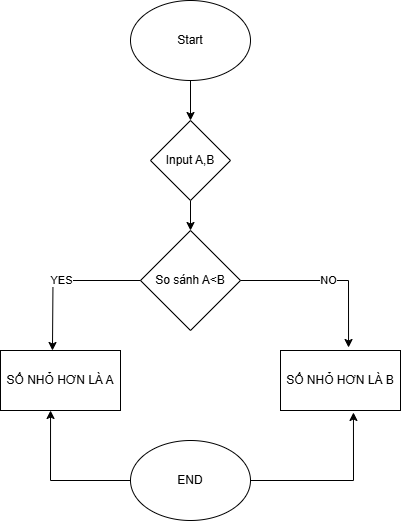 Start
Input A,B
So sánh A<B
YES
NO
SỐ NHỎ HƠN LÀ A
SỐ NHỎ HƠN LÀ B
END